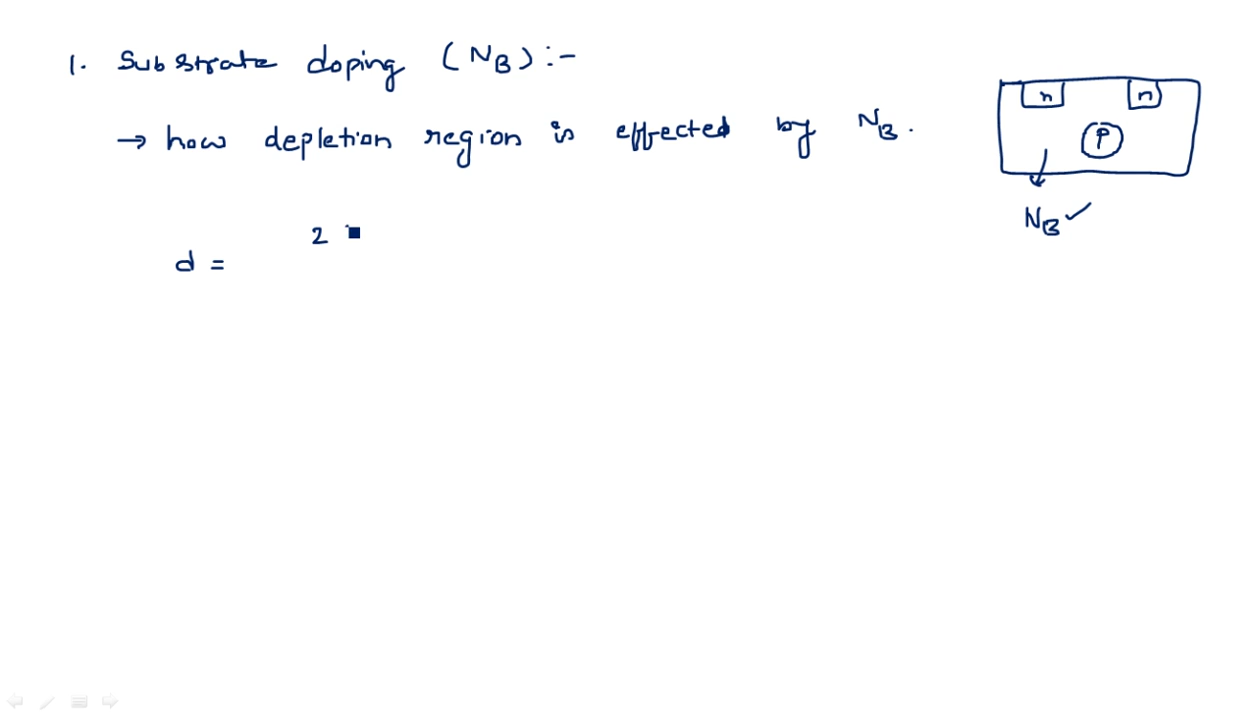 1. Substrate doping (NB) :-
→ how depletion region is effected by NB.
n n
P
NB ✓
2
d =